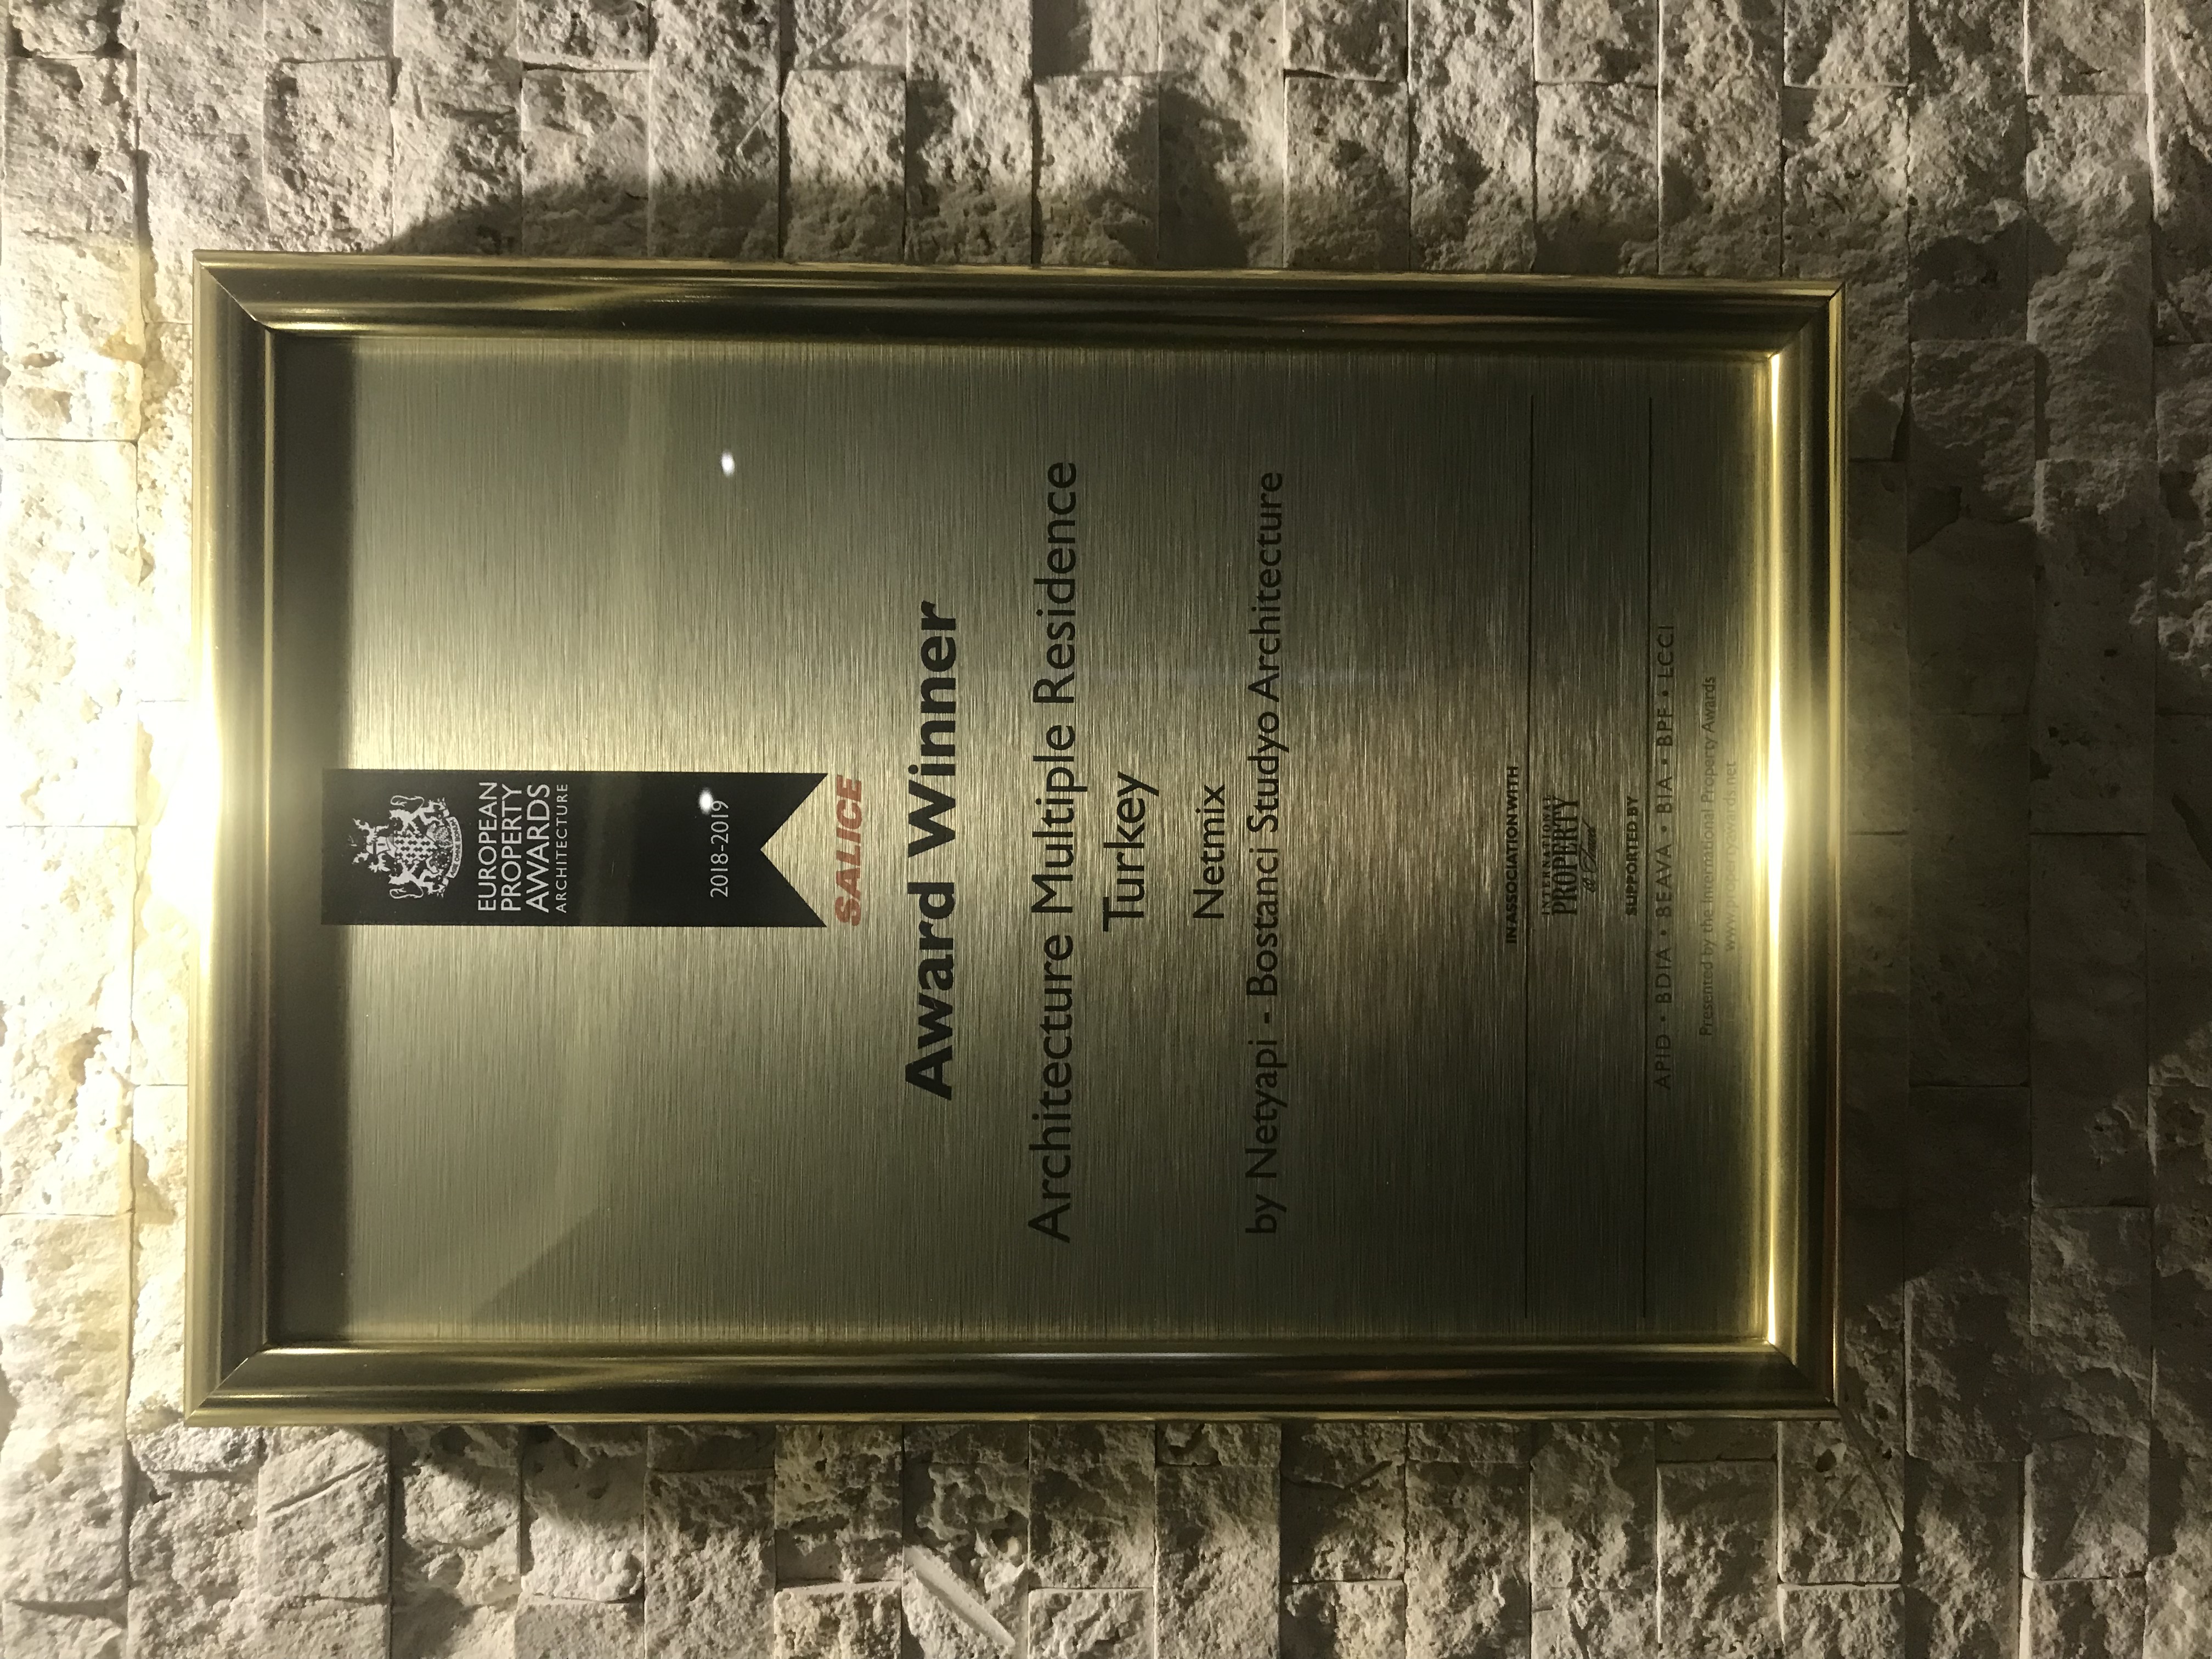 EUROPEAN
PROPERTY
AWARDS
ARCHITECTURE
2018-2019
SALICE
Award Winner
Architecture Multiple Residence
Turkey
Netmix
by Netyapi - Bostanci Studyo Architecture
IN ASSOCIATION WITH
INTERNATIONAL
PROPERTY
SUPPORTED BY
APID • BDIA • BEAVA • BIA • BPF • LCCI
Presented by the International Property Awards
www.propertyawards.net